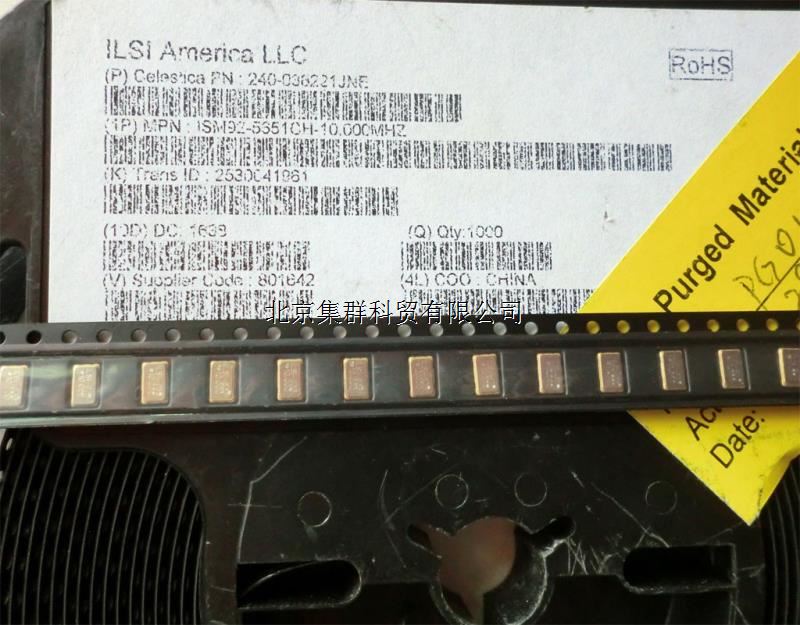 ILSI America LLC
RoHS
(P) Celestica PN : 240-036221JNE
(1P) MPN : ISM92-5551CH-10.000MHZ
(K) Trans ID : 2530041961
(10D) DC: 1638
(Q) Qty:1000
(V) Supplier Code : 801642
(4L) COO : CHINA
北京集群科贸有限公司
Purged Material
Date: